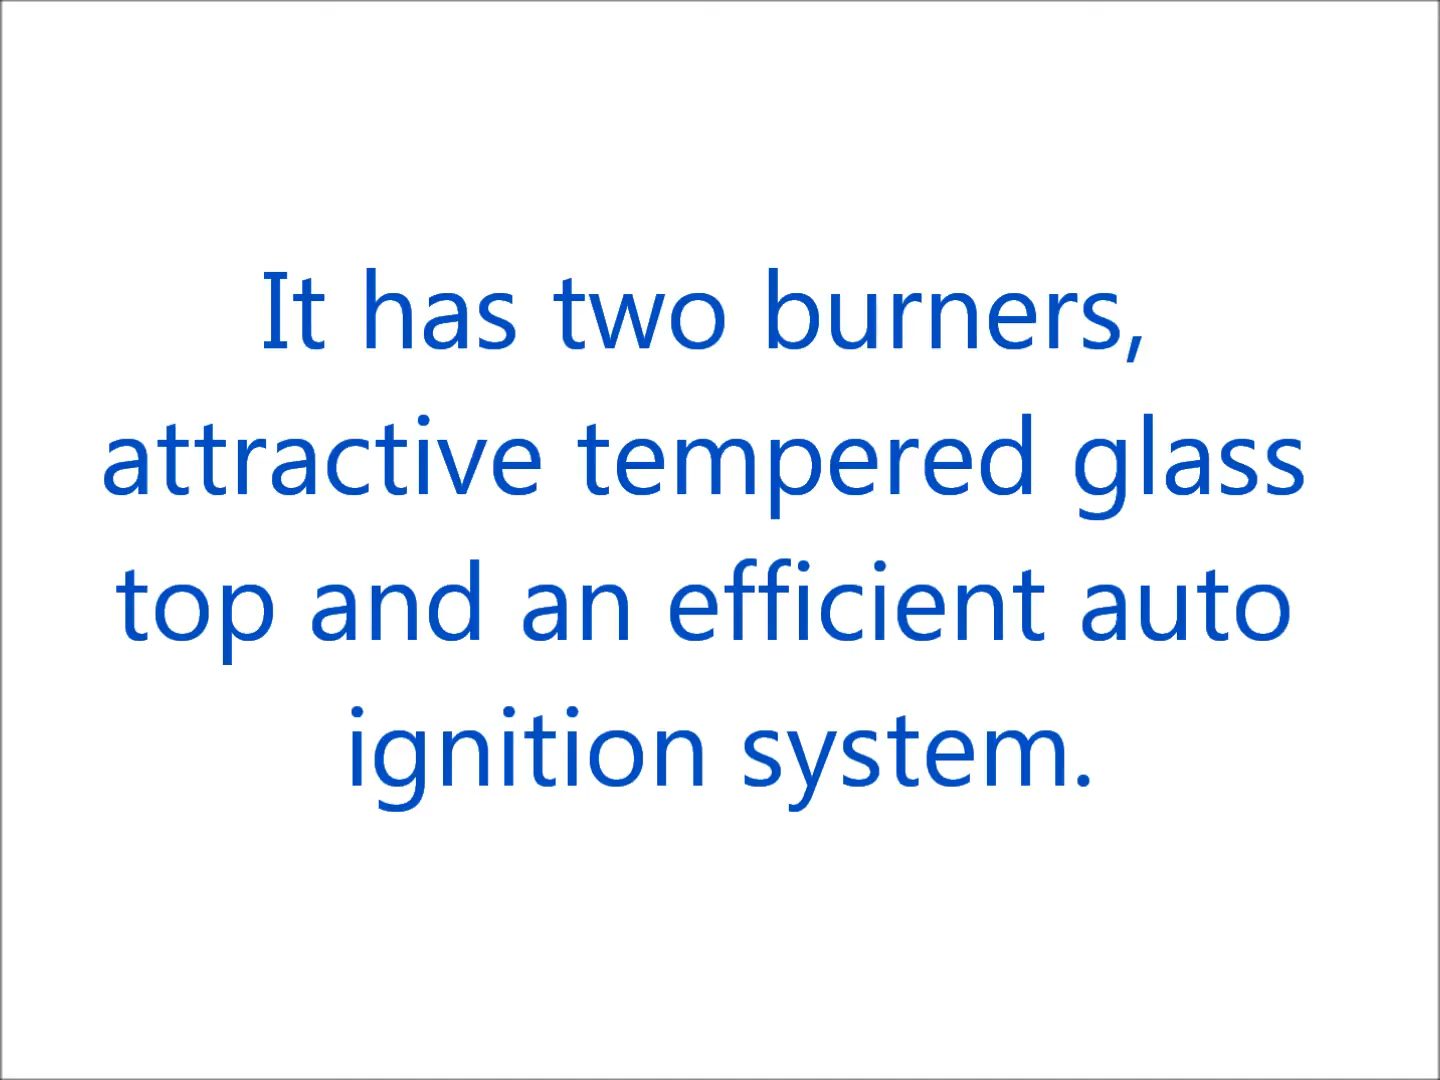 It has two burners,
attractive tempered glass
top and an efficient auto
ignition system.